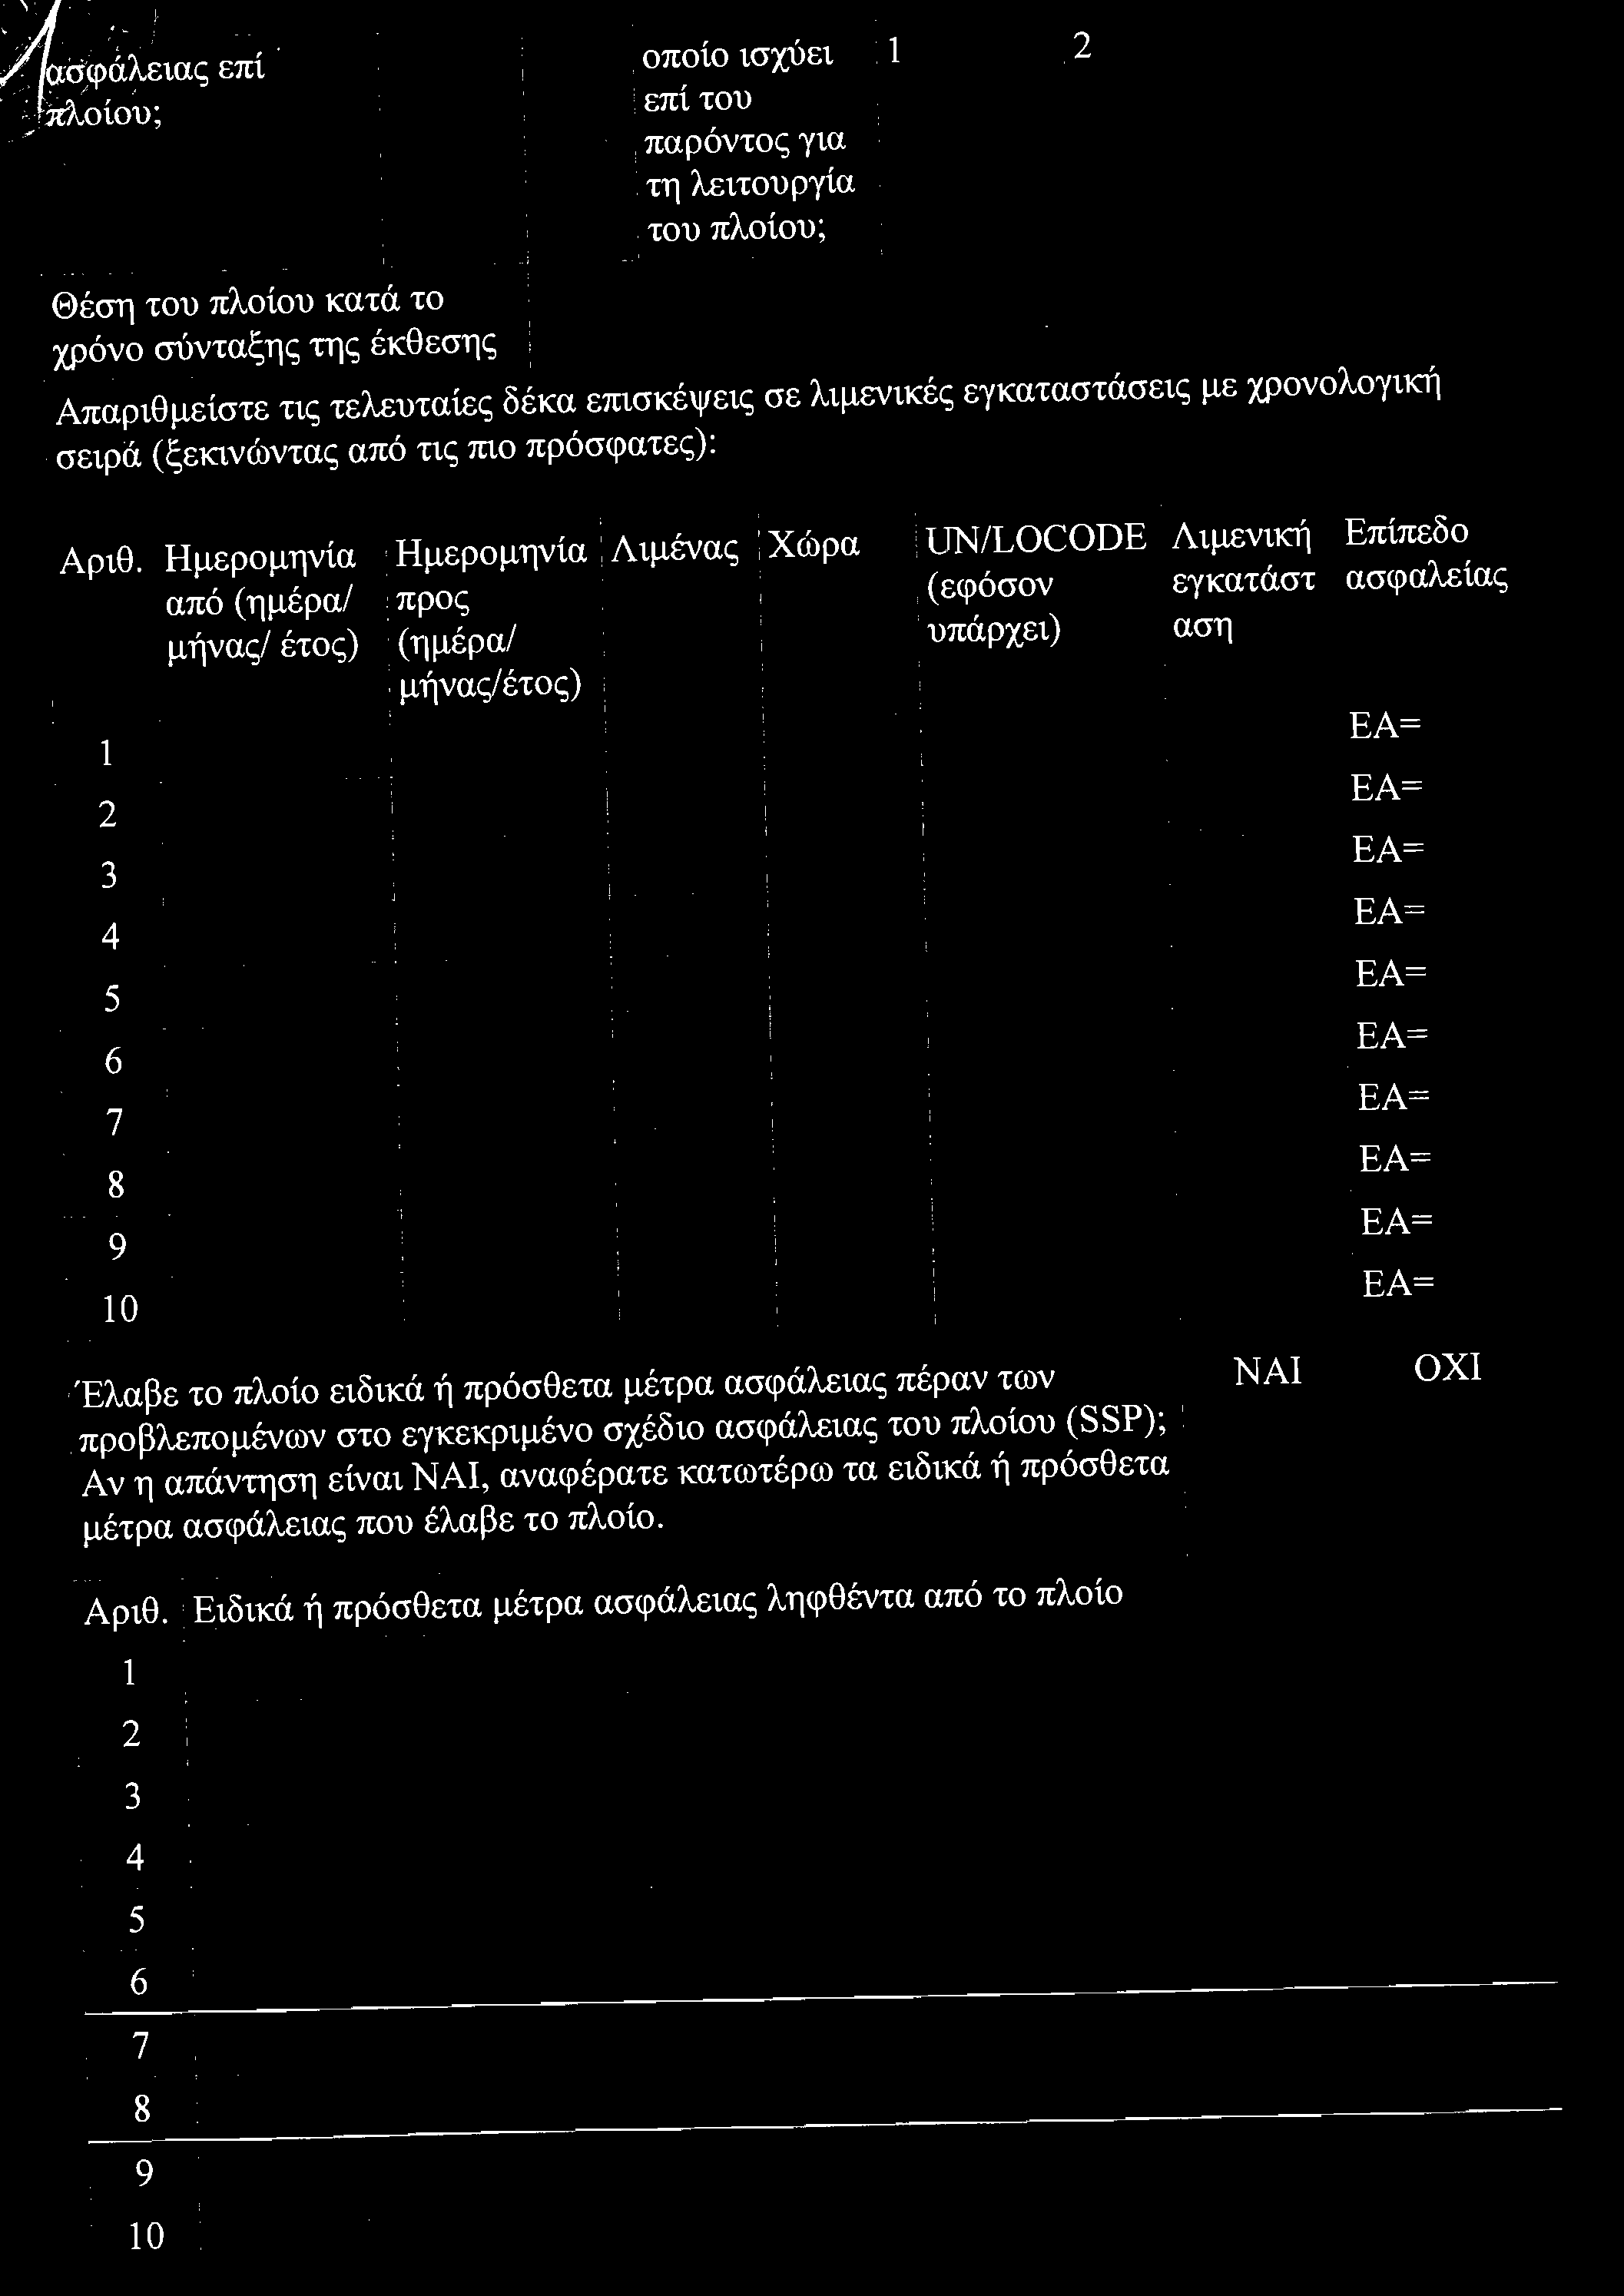 ασφάλειας επί
πλοίου;
οποίο ισχύει 1 2
επί του
παρόντος για
τη λειτουργία
του πλοίου;
Θέση του πλοίου κατά το
χρόνο σύνταξης της έκθεσης
Απαριθμείστε τις τελευταίες δέκα επισκέψεις σε λιμενικές εγκαταστάσεις με χρονολογική
σειρά (ξεκινώντας από τις πιο πρόσφατες):
Αριθ. Ημερομηνία Ημερομηνία Λιμένας Χώρα UN/LOCODE Λιμενική Επίπεδο
από (ημέρα/ προς (εφόσον εγκατάστ ασφαλείας
μήνας/ έτος) (ημέρα/ υπάρχει) αση
μήνας/έτος)
1 ΕΑ=
2 ΕΑ=
3 ΕΑ=
4 ΕΑ=
5 ΕΑ=
6 ΕΑ=
7 ΕΑ=
8 ΕΑ=
9 ΕΑ=
10 ΕΑ=
Έλαβε το πλοίο ειδικά ή πρόσθετα μέτρα ασφάλειας πέραν των ΝΑΙ ΟΧΙ
προβλεπομένων στο εγκεκριμένο σχέδιο ασφάλειας του πλοίου (SSP);
Αν η απάντηση είναι ΝΑΙ, αναφέρατε κατωτέρω τα ειδικά ή πρόσθετα
μέτρα ασφάλειας που έλαβε το πλοίο.
Αριθ. Ειδικά ή πρόσθετα μέτρα ασφάλειας ληφθέντα από το πλοίο
1
2
3
4
5
6
7
8
9
10